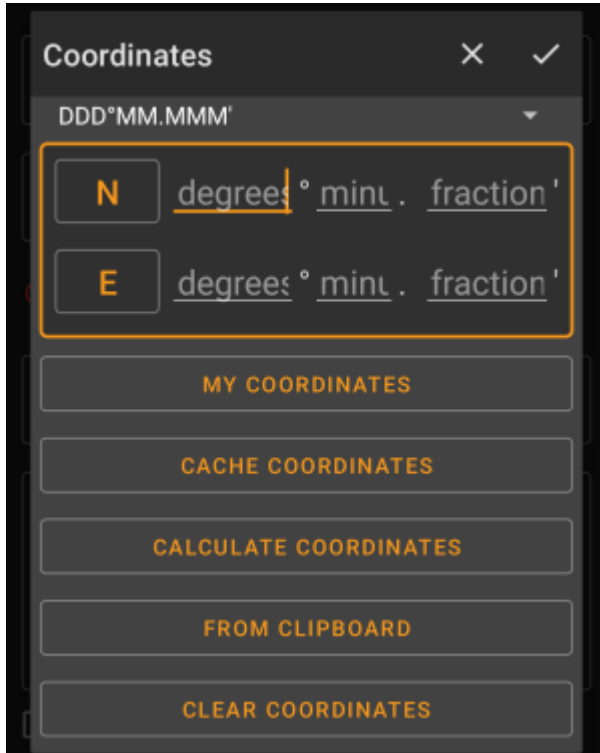 Coordinates
DDD°MM.MMM'
N degrees ° minu . fraction '
E degrees ° minu . fraction '
MY COORDINATES
CACHE COORDINATES
CALCULATE COORDINATES
FROM CLIPBOARD
CLEAR COORDINATES